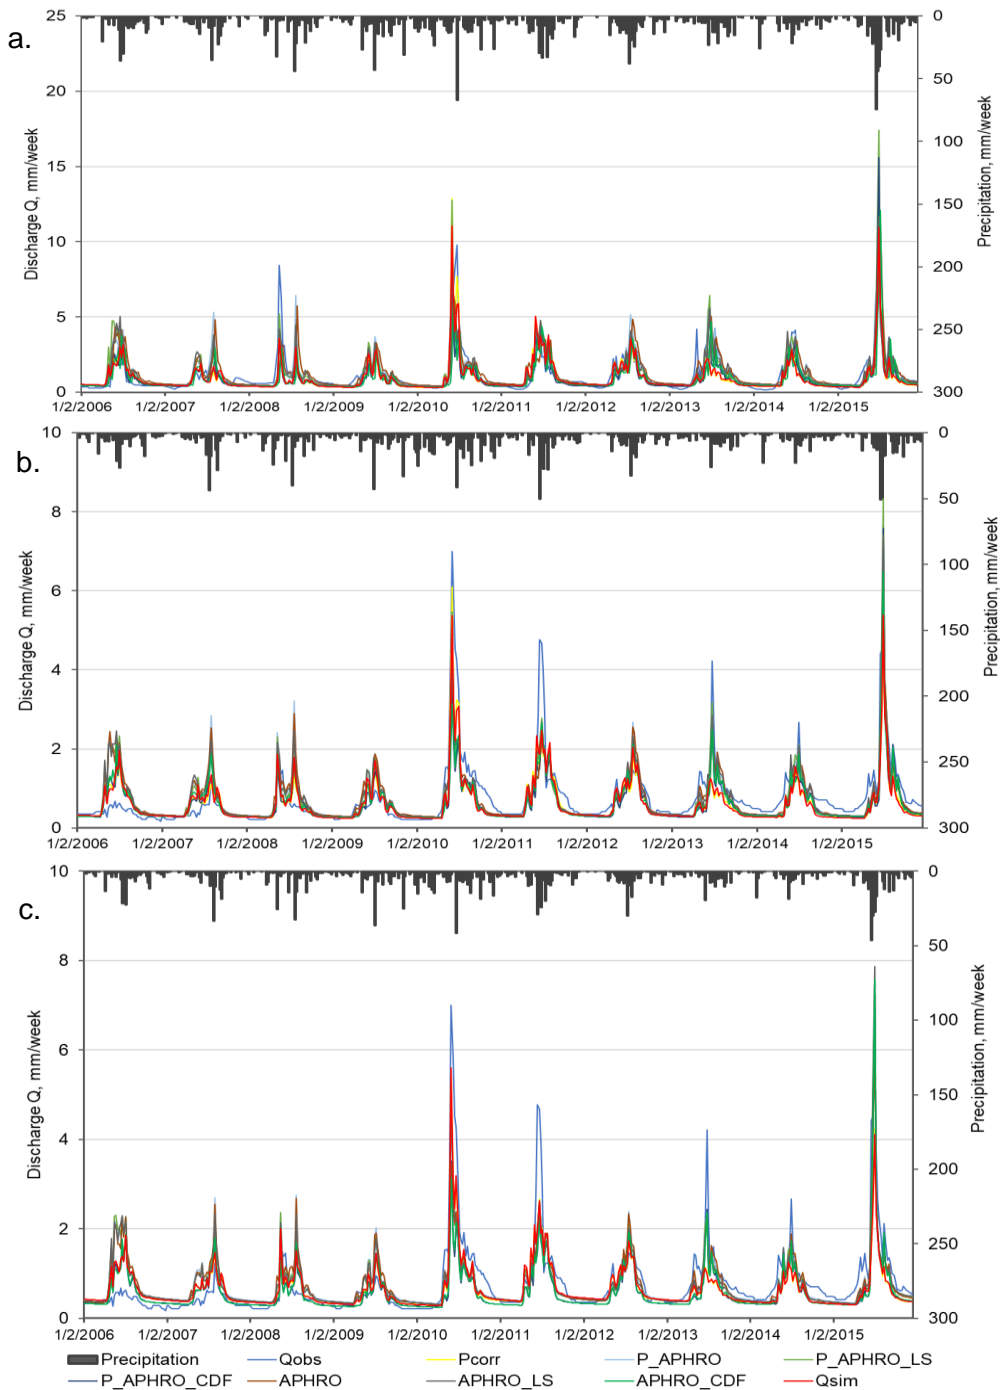 a.
25
20
15
10
5
0
Discharge Q, mm/week
0
50
100
150
200
250
300
Precipitation, mm/week
1/2/2006 1/2/2007 1/2/2008 1/2/2009 1/2/2010 1/2/2011 1/2/2012 1/2/2013 1/2/2014 1/2/2015
b.
10
8
6
4
2
0
Discharge Q, mm/week
0
50
100
150
200
250
300
Precipitation, mm/week
1/2/2006 1/2/2007 1/2/2008 1/2/2009 1/2/2010 1/2/2011 1/2/2012 1/2/2013 1/2/2014 1/2/2015
c.
10
8
6
4
2
0
Discharge Q, mm/week
0
50
100
150
200
250
300
Precipitation, mm/week
1/2/2006 1/2/2007 1/2/2008 1/2/2009 1/2/2010 1/2/2011 1/2/2012 1/2/2013 1/2/2014 1/2/2015
Precipitation Qobs Pcorr P_APHRO P_APHRO_LS
P_APHRO_CDF APHRO APHRO_LS APHRO_CDF Qsim